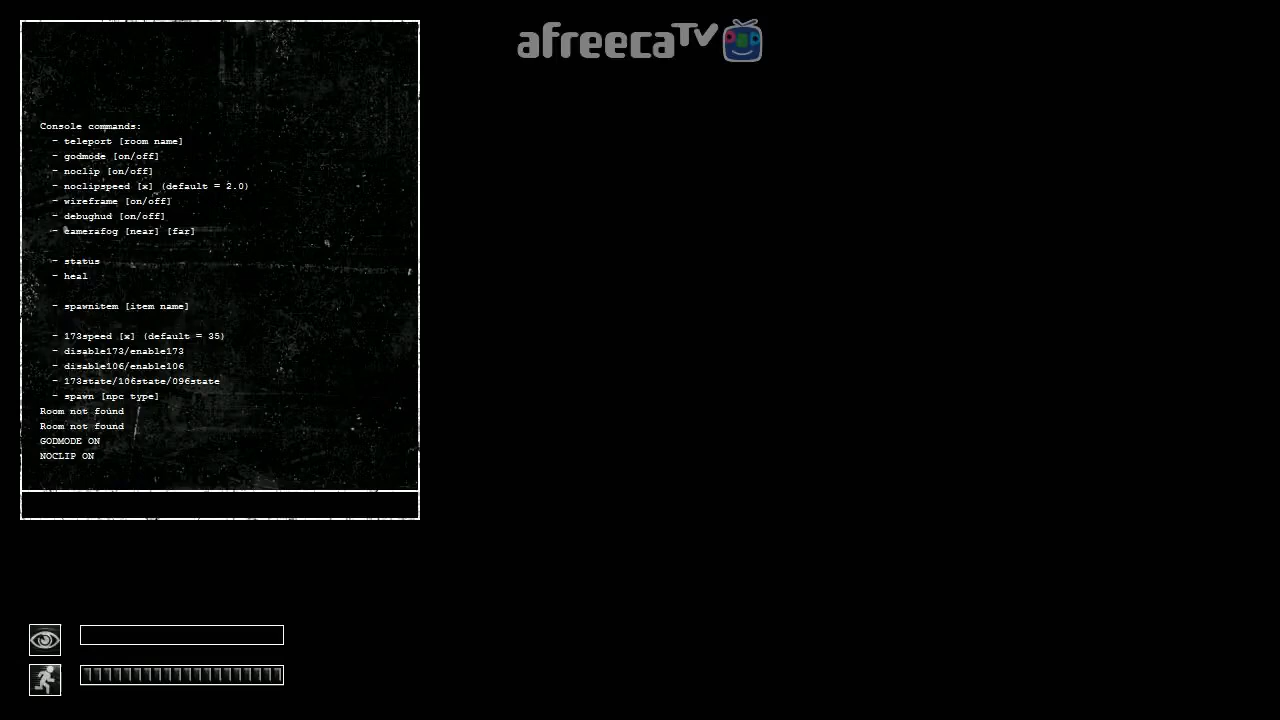 afreecaTV
Console commands:
- teleport [room name]
- godmode [on/off]
- noclip [on/off]
- noclipspeed [x] (default = 2.0)
- wireframe [on/off]
- debughud [on/off]
- camerafog [near] [far]
- status
- heal
- spawnitem [item name]
- 173speed [x] (default = 35)
- disable173/enable173
- disable106/enable106
- 173state/106state/096state
- spawn [npc type]
Room not found
Room not found
GODMODE ON
NOCLIP ON